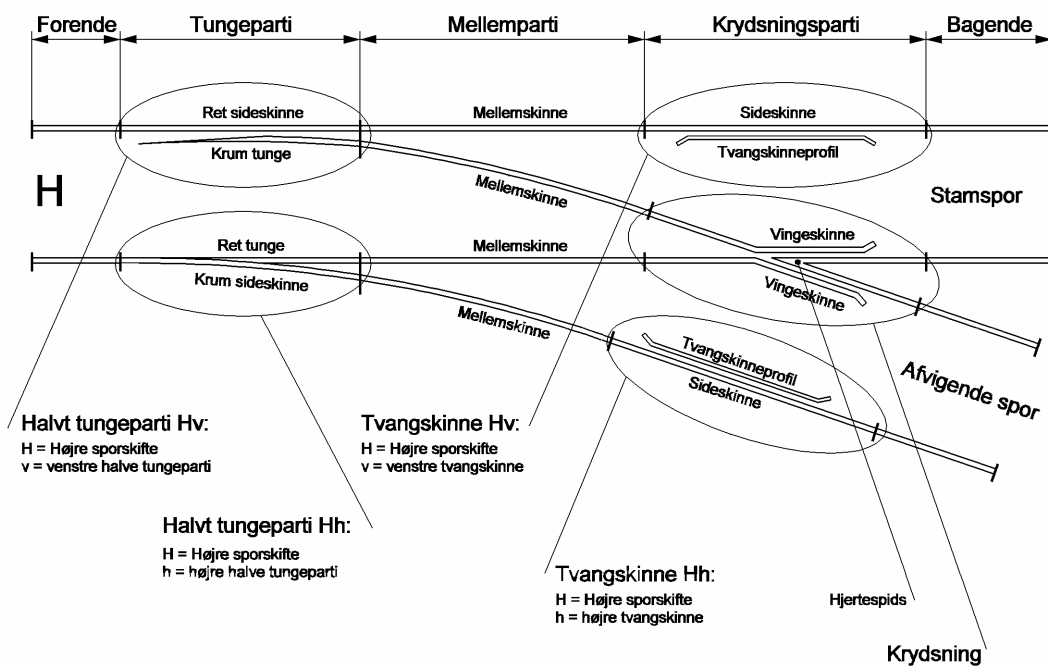 Forende Tungeparti Mellemparti Krydsningsparti Bagende
Ret sideskinne
Mellemskinne
Sideskinne
Krum tunge
Tvangskinneprofil
Mellemskinne
H
Stamspor
Ret tunge
Mellemskinne
Vingeskinne
Krum sideskinne
Vingeskinne
Mellemskinne
Tvangskinneprofil
Sideskinne
Afvigende spor
Halvt tungeparti Hv:
H = Højre sporskifte
v = venstre halve tungeparti
Tvangskinne Hv:
H = Højre sporskifte
v = venstre tvangskinne
Halvt tungeparti Hh:
H = Højre sporskifte
h = højre halve tungeparti
Tvangskinne Hh:
H = Højre sporskifte
h = højre tvangskinne
Hjertespids
Krydsning